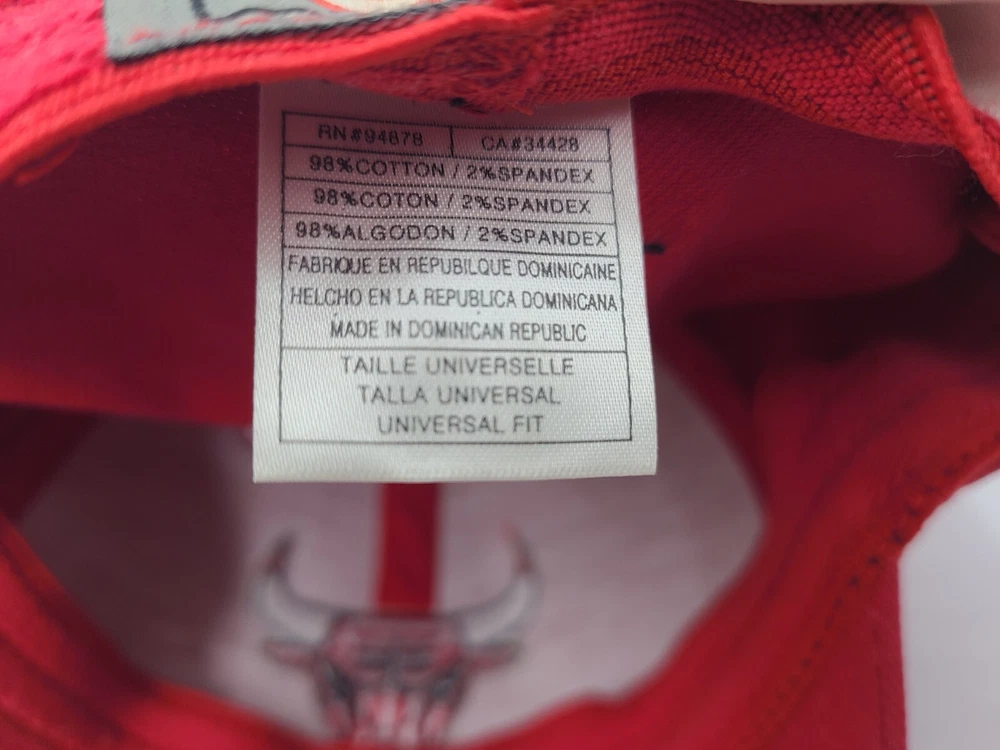 RN#94878 CA#34428
98%COTTON / 2%SPANDEX
98%COTON / 2%SPANDEX
98%ALGODON / 2%SPANDEX
FABRIQUE EN REPUBILQUE DOMINICAINE
HELCHO EN LA REPUBLICA DOMINICANA
MADE IN DOMINICAN REPUBLIC
TAILLE UNIVERSELLE
TALLA UNIVERSAL
UNIVERSAL FIT